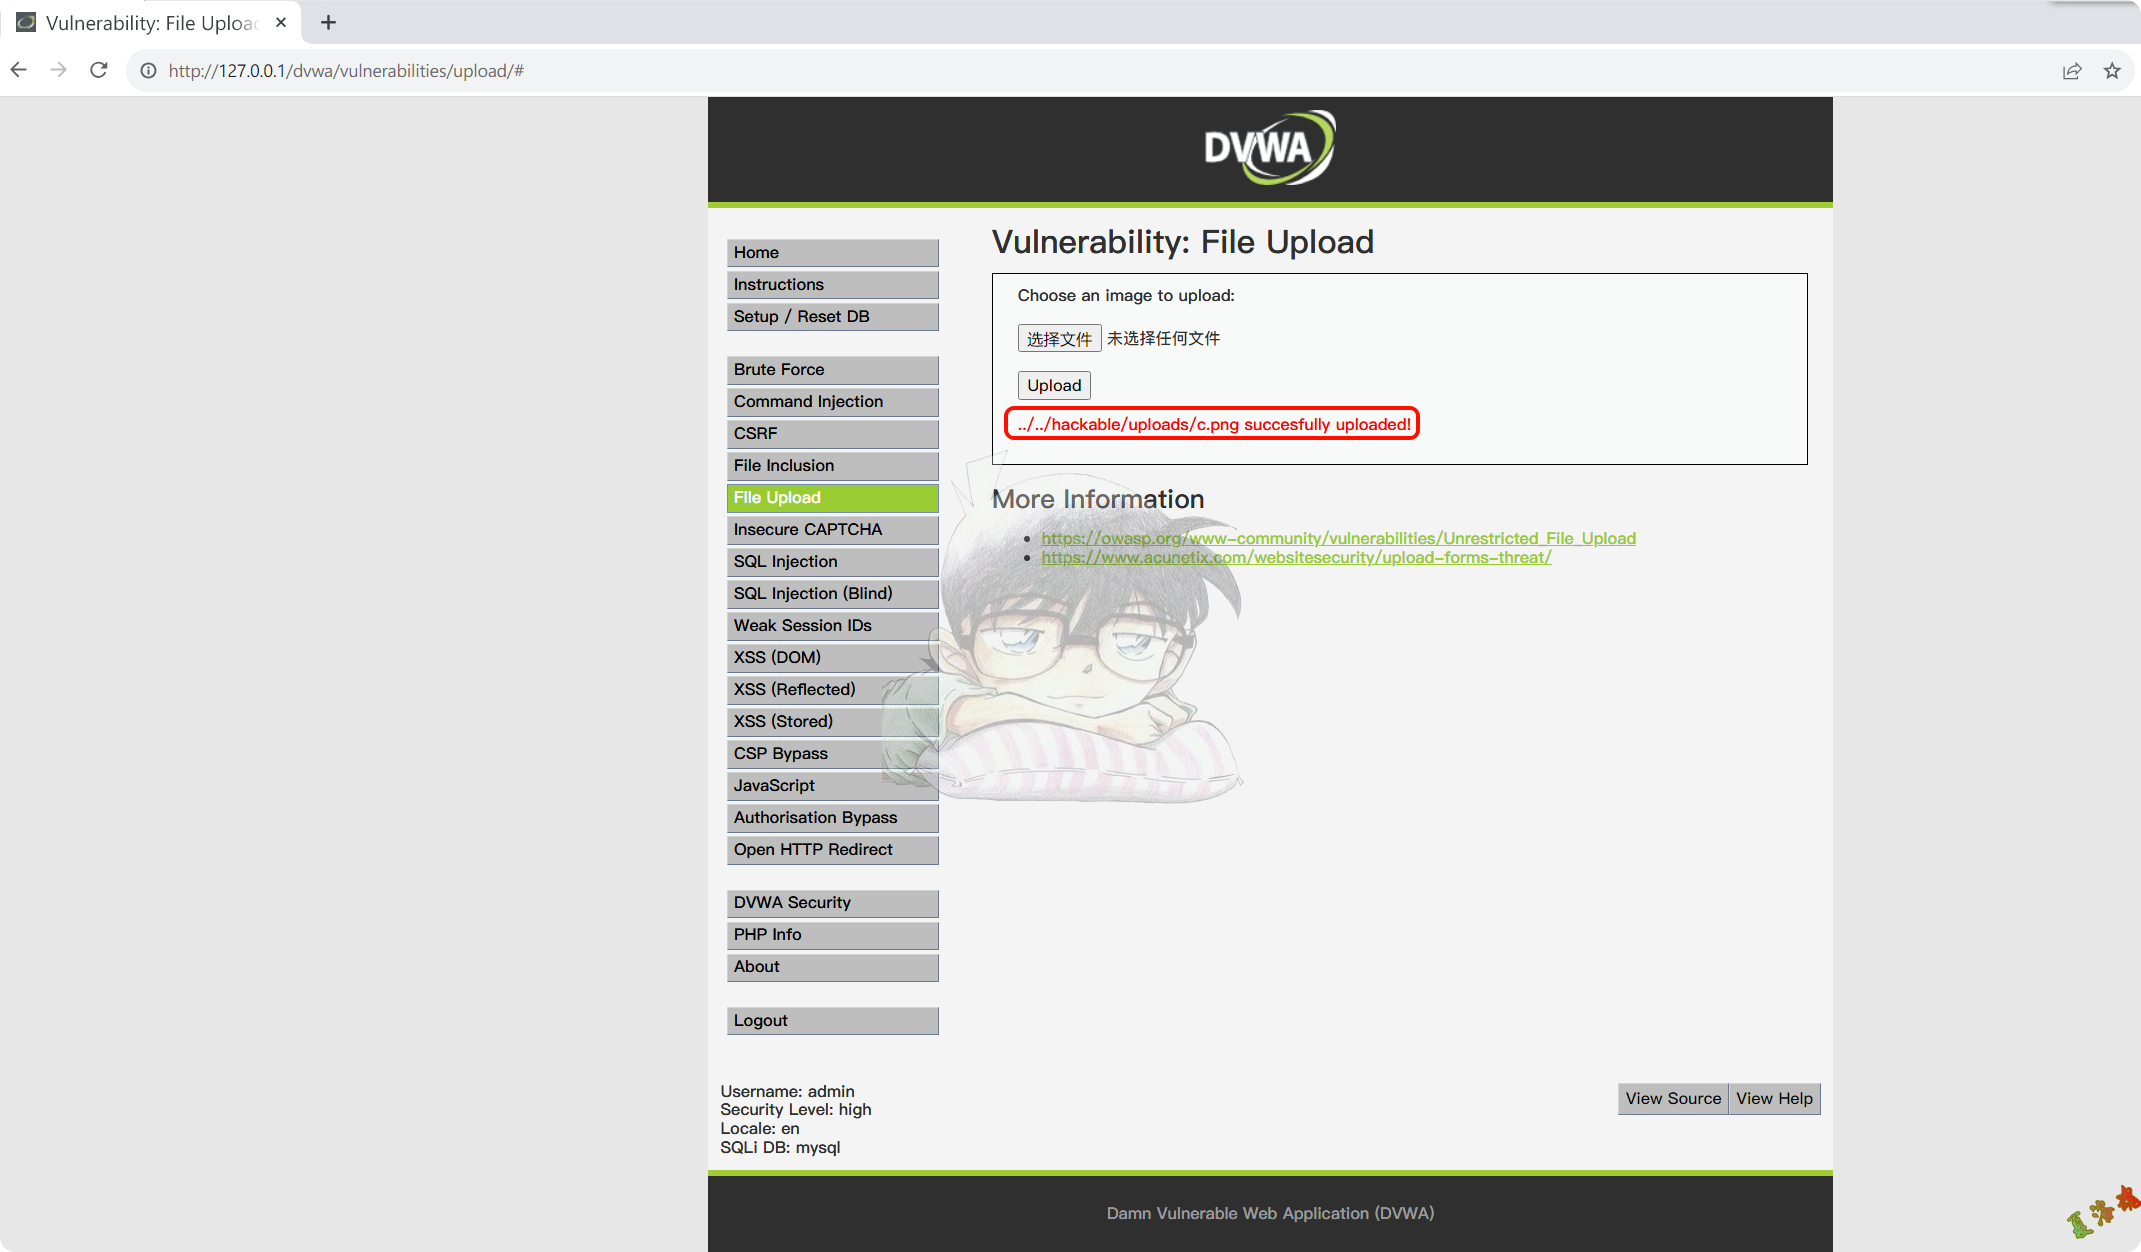 Vulnerability: File Uploa
http://127.0.0.1/dvwa/vulnerabilities/upload/#
DVWA
Home
Instructions
Setup / Reset DB
Brute Force
Command Injection
CSRF
File Inclusion
File Upload
Insecure CAPTCHA
SQL Injection
SQL Injection (Blind)
Weak Session IDs
XSS (DOM)
XSS (Reflected)
XSS (Stored)
CSP Bypass
JavaScript
Authorisation Bypass
Open HTTP Redirect
DVWA Security
PHP Info
About
Logout
Vulnerability: File Upload
Choose an image to upload:
选择文件 未选择任何文件
Upload
../../hackable/uploads/c.png succesfully uploaded!
More Information
https://owasp.org/www-community/vulnerabilities/Unrestricted_File_Upload
https://www.acunetix.com/websitesecurity/upload-forms-threat/
Username: admin
Security Level: high
Locale: en
SQLi DB: mysql
View Source View Help
Damn Vulnerable Web Application (DVWA)